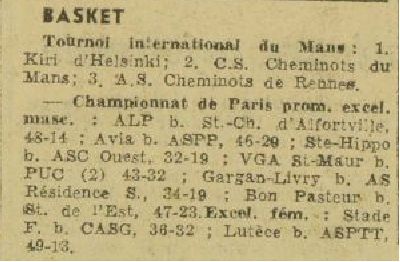 BASKET
Tournoi international du Mans : 1.
Kiri d'Helsinki; 2. C.S. Cheminots du
Mans; 3. A.S. Cheminots de Rennes.
— Championnat de Paris prom. excel.
masc. : ALP b. St.-Ch. d'Alfortville,
48-14 ; Avia b. ASPP, 46-29 ; Ste-Hippo
b. ASC Ouest, 32-19 ; VGA St-Maur b.
PUC (2) 43-32 ; Gargan-Livry b. AS
Résidence S., 34-19 ; Bon Pasteur b.
St. de l'Est, 47-23. Excel. fém. : Stade
F. b. CASG, 36-32 ; Lutèce b. ASPTT,